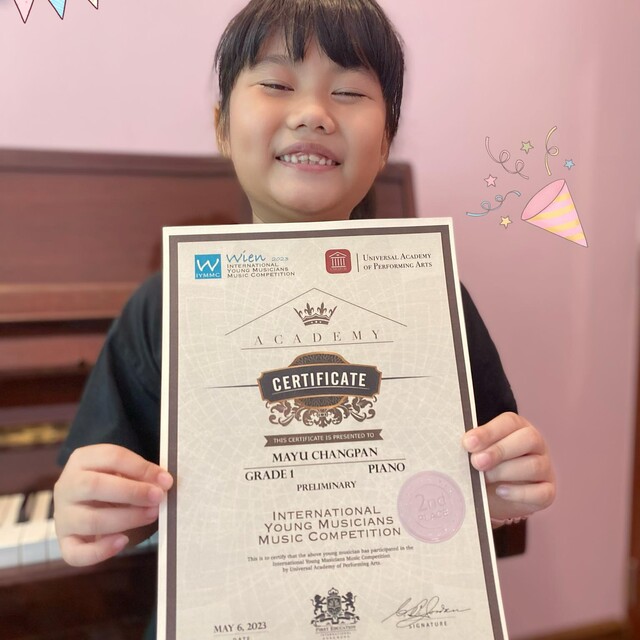 W
IYMMC
Wien 2023
INTERNATIONAL
YOUNG MUSICIANS
MUSIC COMPETITION
UNIVERSAL ACADEMY
OF PERFORMING ARTS
ACADEMY
CERTIFICATE
THIS CERTIFICATE IS PRESENTED TO
MAYU CHANGPAN
GRADE 1 PIANO
PRELIMINARY
2nd
PLACE
INTERNATIONAL
YOUNG MUSICIANS
MUSIC COMPETITION
This is to certify that the above young musician has participated in the
International Young Musicians Music Competition
by Universal Academy of Performing Arts.
MAY 6, 2023
DATE
FIRST EDUCATION
SIGNATURE